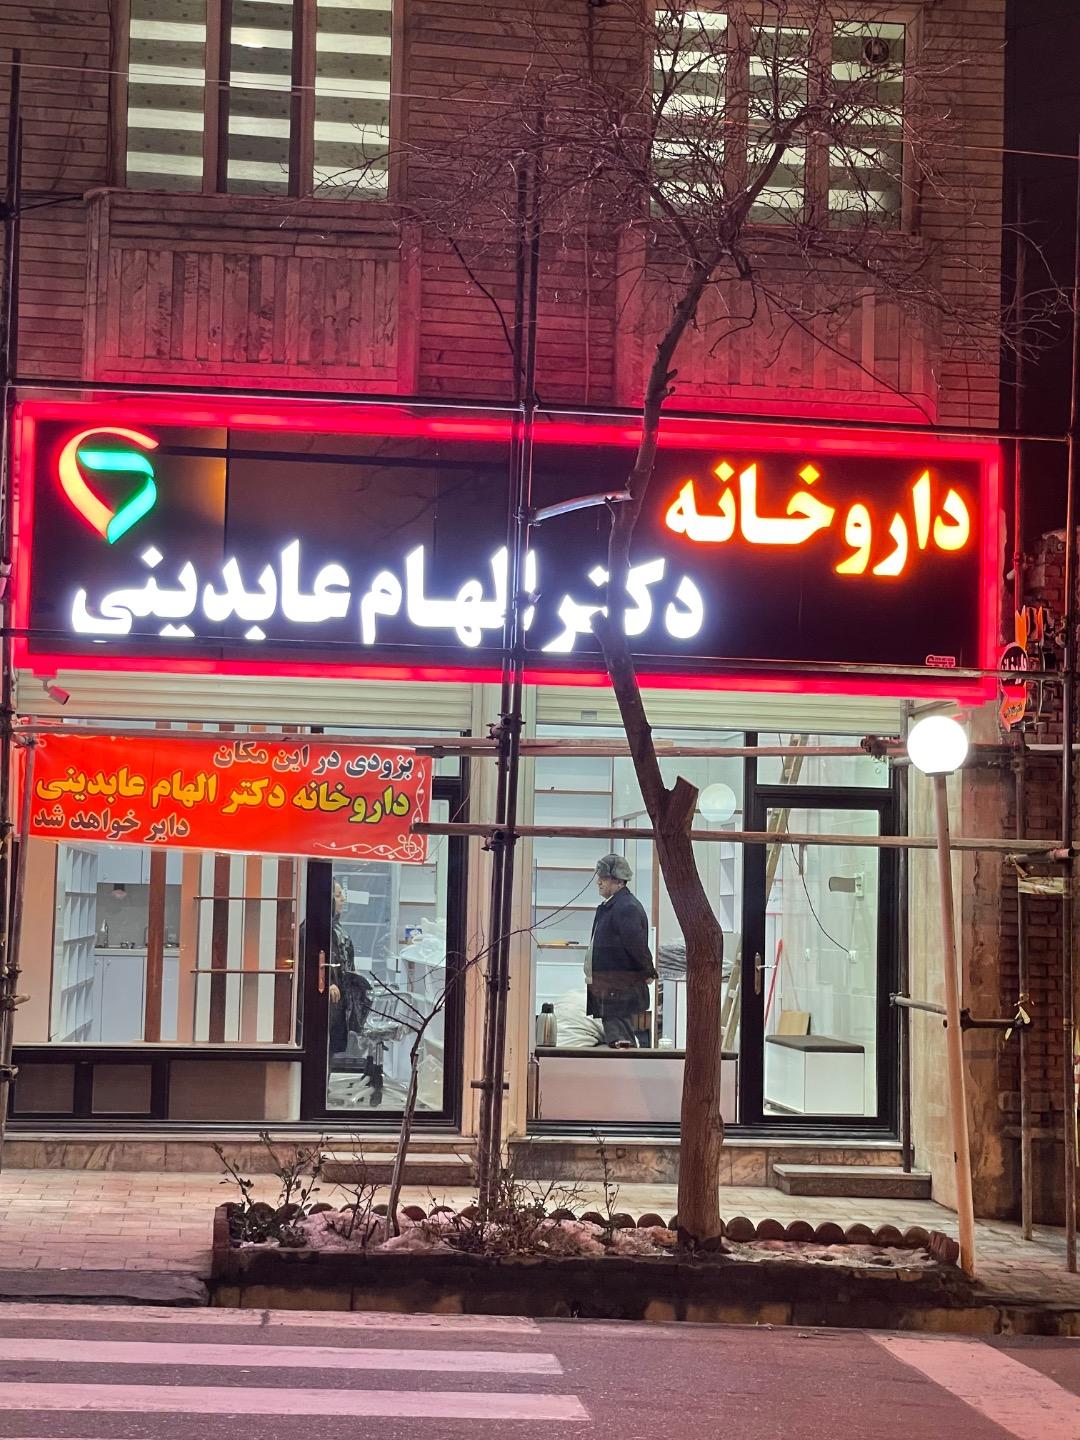 داروخانه
دکتر الهام عابدینی
بزودی در این مکان
داروخانه دکتر الهام عابدینی
دایر خواهد شد